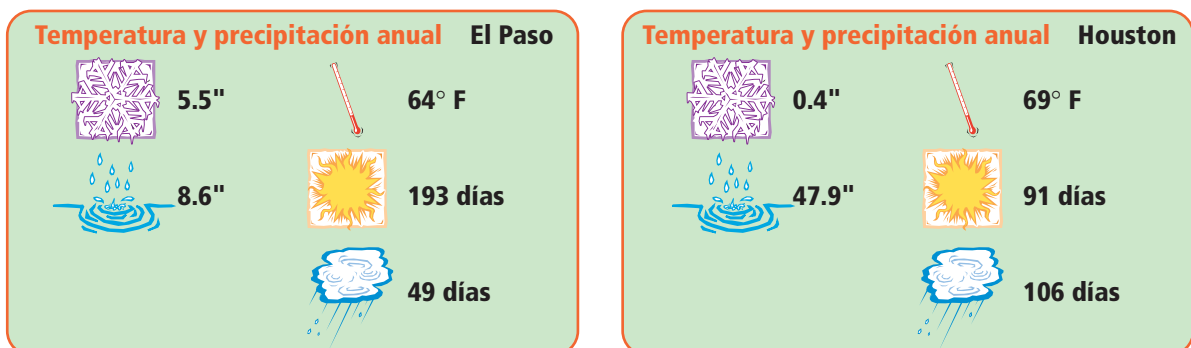 Temperatura y precipitación anual El Paso
5.5" 64° F
8.6" 193 días
49 días
Temperatura y precipitación anual Houston
0.4" 69° F
47.9" 91 días
106 días